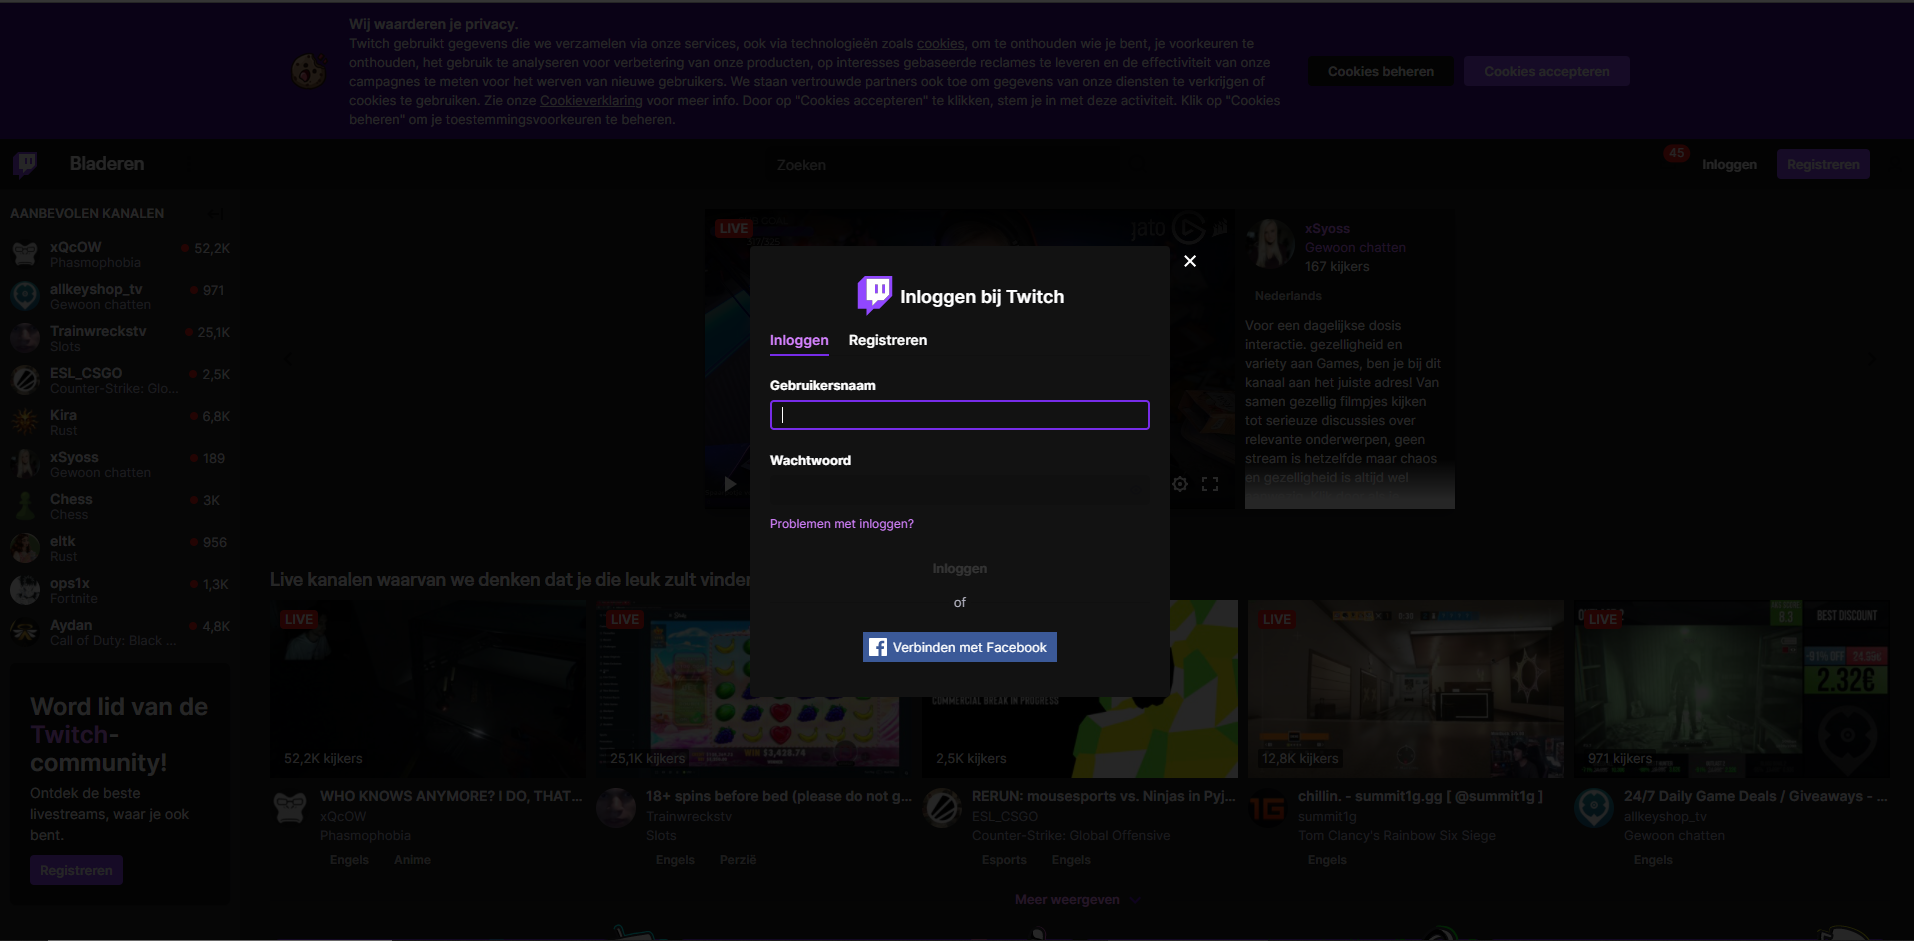 Wij waarderen je privacy.
Twitch gebruikt gegevens die we verzamelen via onze services, ook via technologieën zoals cookies, om te onthouden wie je bent, je voorkeuren te
onthouden, het gebruik te analyseren voor verbetering van onze producten, op interesses gebaseerde reclames te leveren en de effectiviteit van onze
campagnes te meten voor het werven van nieuwe gebruikers. We staan vertrouwde partners ook toe om gegevens van onze diensten te verkrijgen of
cookies te gebruiken. Zie onze Cookieverklaring voor meer info. Door op "Cookies accepteren" te klikken, stem je in met deze activiteit. Klik op "Cookies
beheren" om je toestemmingsvoorkeuren te beheren.
Cookies beheren
Cookies accepteren
Bladeren
Zoeken
45
Inloggen
Registreren
AANBEVOLEN KANALEN
xQcOW
52,2K
Phasmophobia
allkeyshop_tv
971
Gewoon chatten
Trainwreckstv
25,1K
Slots
ESL_CSGO
2,5K
Counter-Strike: Glo...
Kira
6,8K
Rust
xSyoss
189
Gewoon chatten
Chess
3K
Chess
eltk
956
Rust
ops1x
1,3K
Fortnite
Aydan
4,8K
Call of Duty: Black ...
Word lid van de
Twitch-
community!
Ontdek de beste
livestreams, waar je ook
bent.
Registreren
LIVE
jato
xSyoss
Gewoon chatten
167 kijkers
Nederlands
Voor een dagelijkse dosis
interactie. gezelligheid en
variety aan Games, ben je bij dit
kanaal aan het juiste adres! Van
samen gezellig filmpjes kijken
tot serieuze discussies over
relevante onderwerpen, geen
stream is hetzelfde maar chaos
en gezelligheid is altijd wel
Inloggen bij Twitch
Inloggen
Registreren
Gebruikersnaam
Wachtwoord
Problemen met inloggen?
Inloggen
of
Verbinden met Facebook
Live kanalen waarvan we denken dat je die leuk zult vinden
LIVE
52,2K kijkers
WHO KNOWS ANYMORE? I DO, THAT...
xQcOW
Phasmophobia
Engels
Anime
LIVE
WIN $3,428.74
25,1K kijkers
18+ spins before bed (please do not g...
Trainwreckstv
Slots
Engels
Perzië
COMMERCIAL BREAK IN PROGRESS
2,5K kijkers
RERUN: mousesports vs. Ninjas in Pyj...
ESL_CSGO
Counter-Strike: Global Offensive
Esports
Engels
LIVE
12,8K kijkers
1G
chillin. - summit1g.gg [ @summit1g ]
summit1g
Tom Clancy's Rainbow Six Siege
Engels
LIVE
8.3
BEST DISCOUNT
-91% OFF
24.99€
2.32€
971 kijkers
24/7 Daily Game Deals / Giveaways - ...
allkeyshop_tv
Gewoon chatten
Engels
Meer weergeven